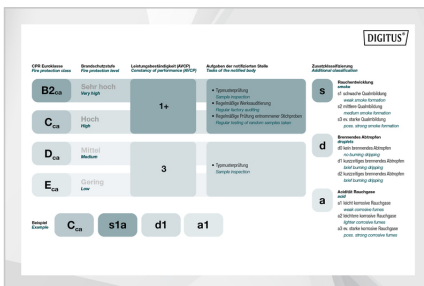 DIGITUS®
CPR Euroklasse
Fire protection class
Brandschutzstufe
Fire protection level
Leistungsbeständigkeit (AVCP)
Constancy of performance (AVCP)
Aufgaben der notifizierten Stelle
Tasks of the notified body
Zusatzklassifizierung
Additional classification
B2ca
Sehr hoch
Very high
Cca
Hoch
High
1+
• Typmusterprüfung
Sample inspection
• Regelmäßige Werksauditierung
Regular factory auditing
• Regelmäßige Prüfung entnommener Stichproben
Regular testing of random samples taken
Dca
Mittel
Medium
Eca
Gering
Low
3
• Typmusterprüfung
Sample inspection
s
Rauchentwicklung
smoke
s1 schwache Qualmbildung
weak smoke formation
s2 mittlere Qualmbildung
medium smoke formation
s3 ev. starke Qualmbildung
poss. strong smoke formation
d
Brennendes Abtropfen
droplets
d0 kein brennendes Abtropfen
no burning dripping
d1 kurzzeitiges brennendes Abtropfen
brief burning dripping
d2 kurzzeitiges brennendes Abtropfen
brief burning dripping
a
Acidität Rauchgase
acid
a1 leicht korrosive Rauchgase
weak corrosive fumes
a2 leichtere korrosive Rauchgase
lighter corrosive fumes
a3 ev. starke korrosive Rauchgase
poss. strong corrosive fumes
Beispiel
Example
Cca
s1a
d1
a1